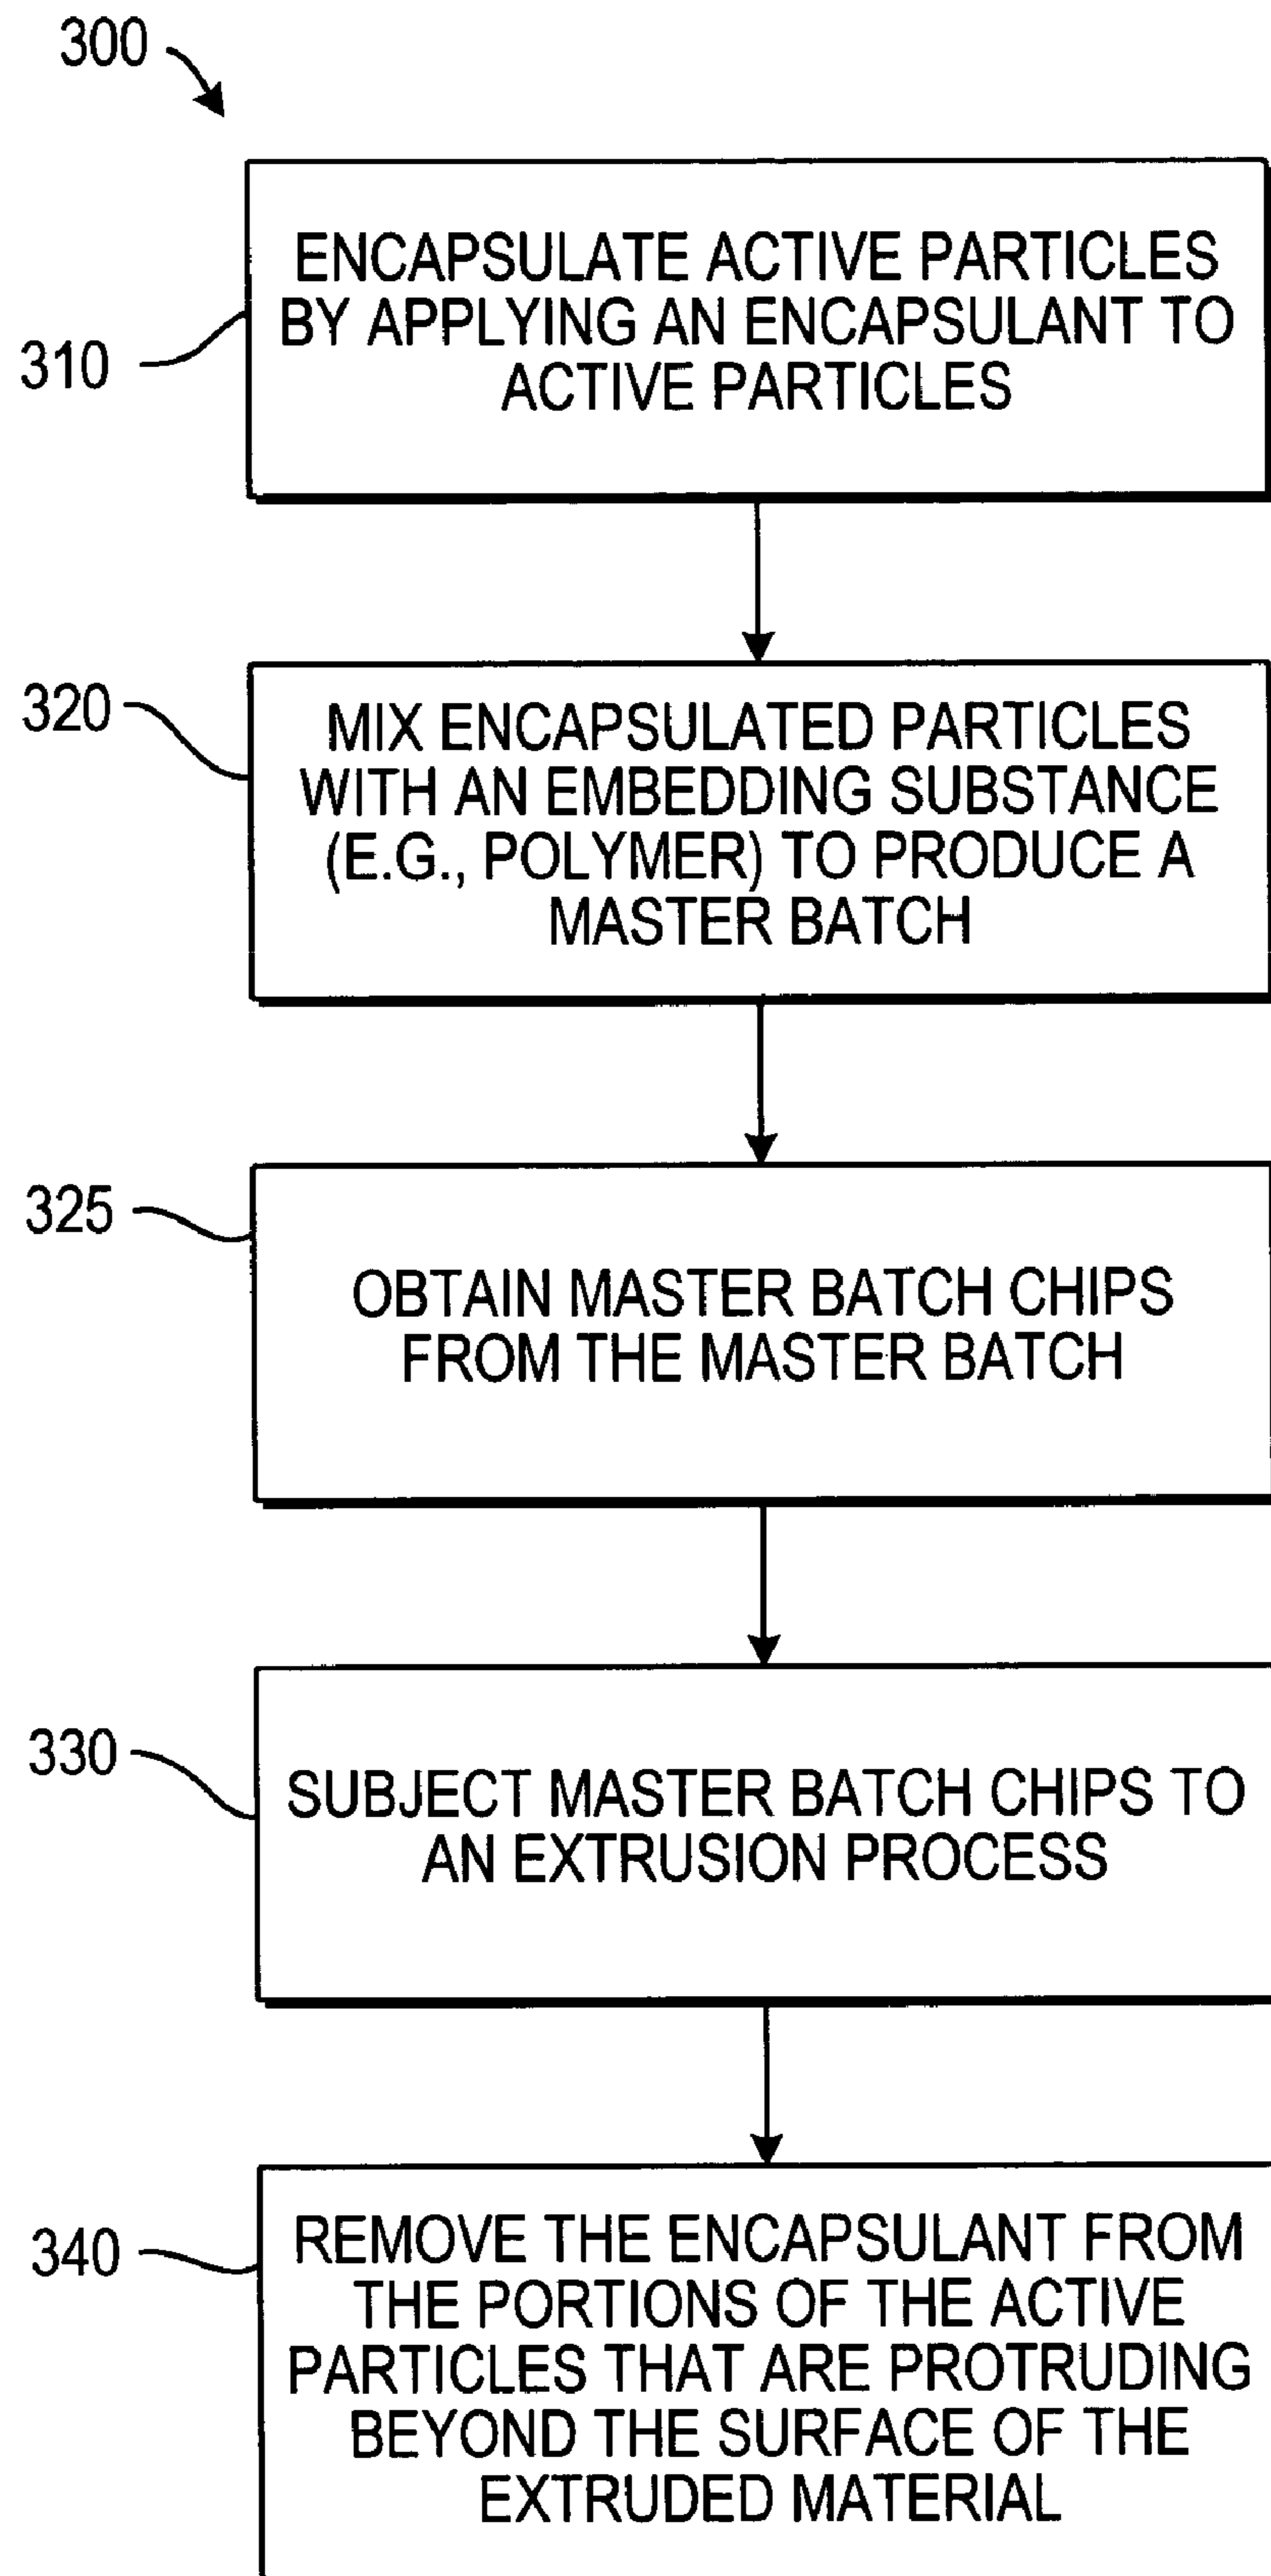 300
310
ENCAPSULATE ACTIVE PARTICLES
BY APPLYING AN ENCAPSULANT TO
ACTIVE PARTICLES
320
MIX ENCAPSULATED PARTICLES
WITH AN EMBEDDING SUBSTANCE
(E.G., POLYMER) TO PRODUCE A
MASTER BATCH
325
OBTAIN MASTER BATCH CHIPS
FROM THE MASTER BATCH
330
SUBJECT MASTER BATCH CHIPS TO
AN EXTRUSION PROCESS
340
REMOVE THE ENCAPSULANT FROM
THE PORTIONS OF THE ACTIVE
PARTICLES THAT ARE PROTRUDING
BEYOND THE SURFACE OF THE
EXTRUDED MATERIAL